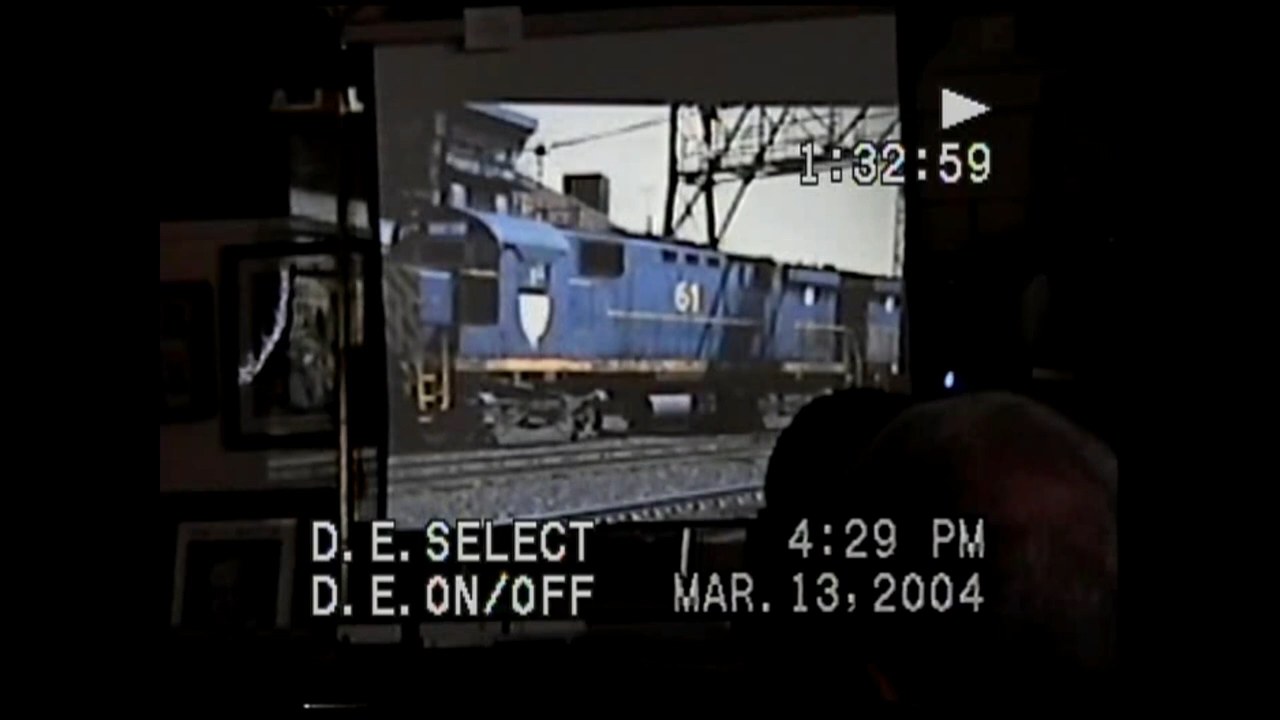 1:32:59
61
D.E.SELECT
4:29 PM
D.E.ON/OFF
MAR.13,2004